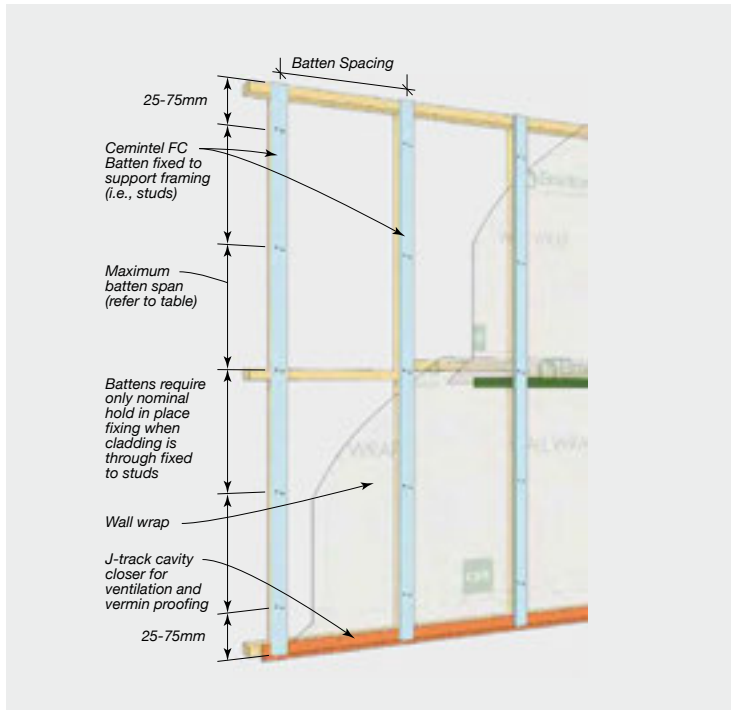 Batten Spacing
25-75mm
Cemintel FC
Batten fixed to
support framing
(i.e., studs)
Maximum
batten span
(refer to table)
Battens require
only nominal
hold in place
fixing when
cladding is
through fixed
to studs
WRAP
Wall wrap
J-track cavity
closer for
ventilation and
vermin proofing
25-75mm